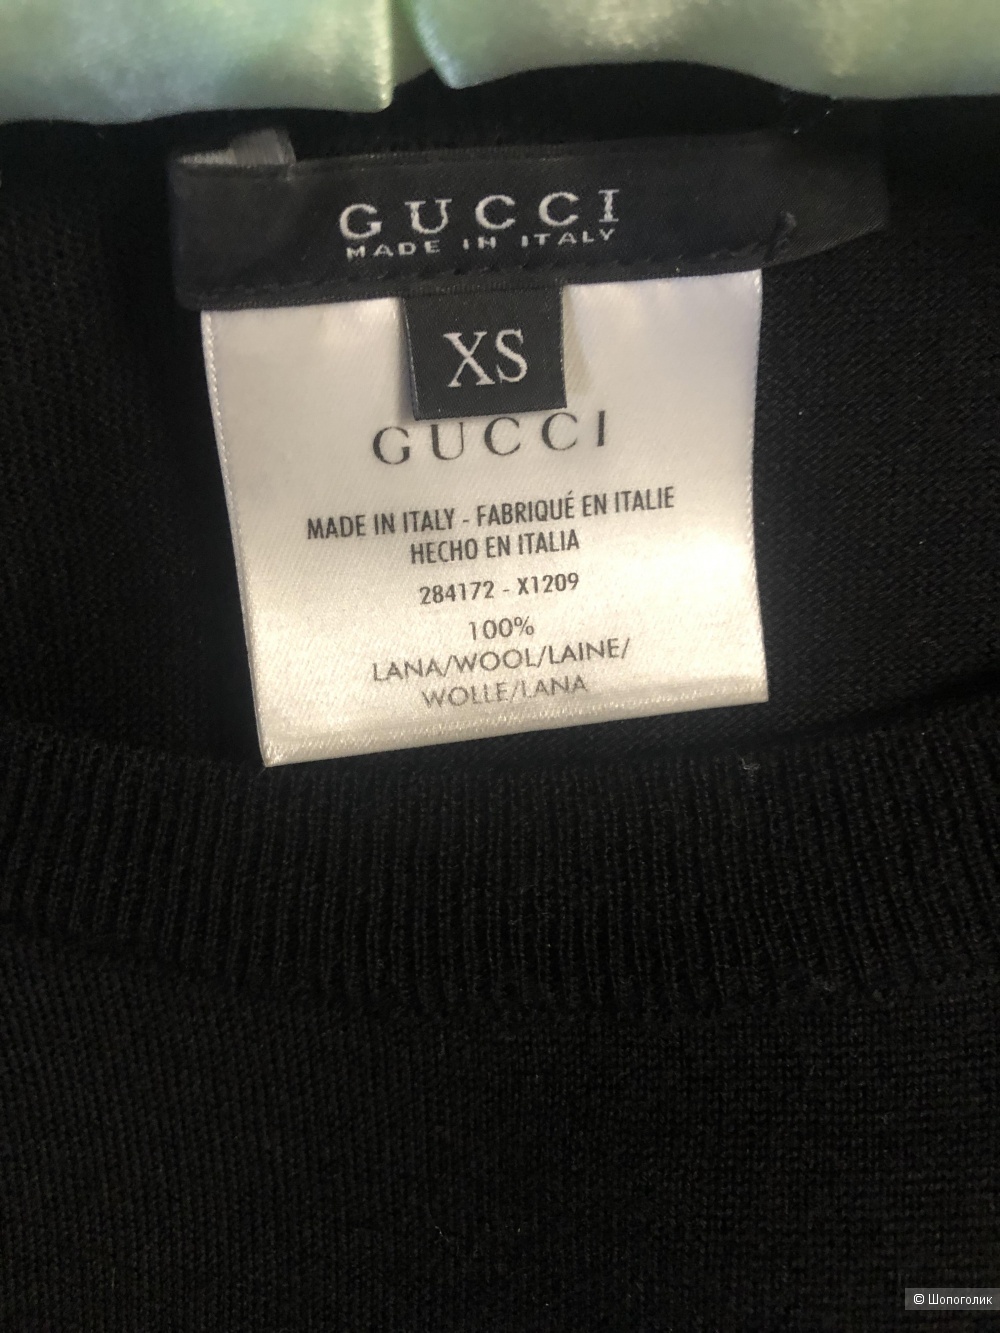 GUCCI
MADE IN ITALY
XS
GUCCI
MADE IN ITALY - FABRIQUÉ EN ITALIE
HECHO EN ITALIA
284172 - X1209
100%
LANA/WOOL/LAINE/
WOLLE/LANA
© Шопоголик